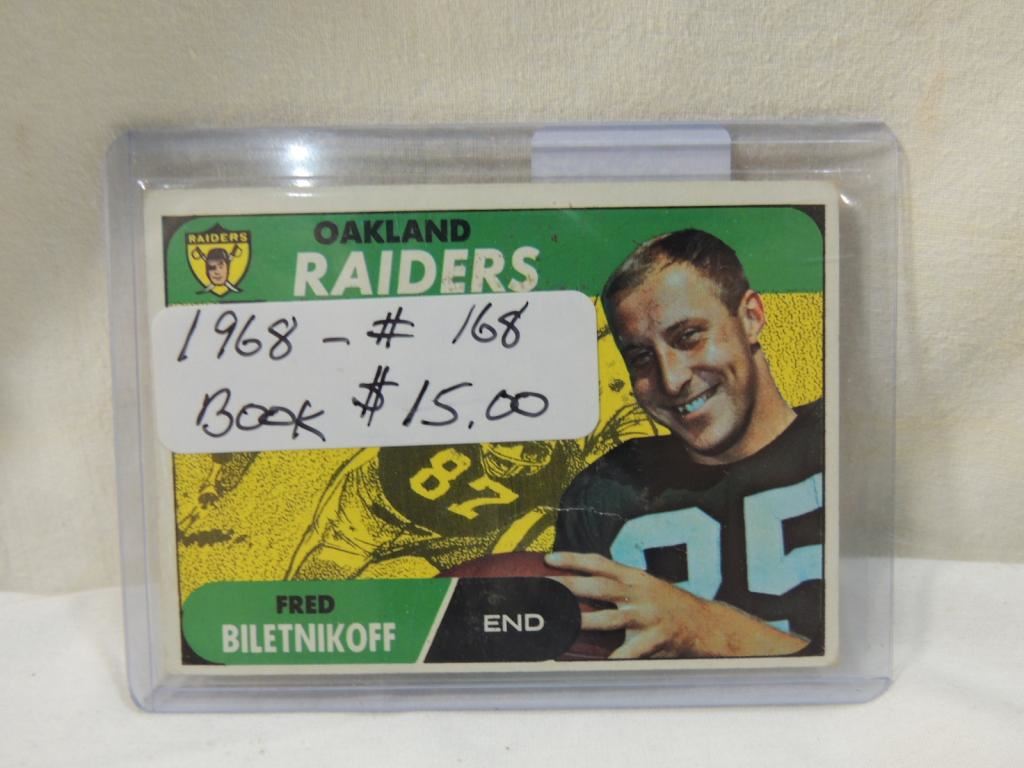 RAIDERS
OAKLAND
RAIDERS
1968 - # 168
BOOK $15.00
87
85
FRED
BILETNIKOFF
END